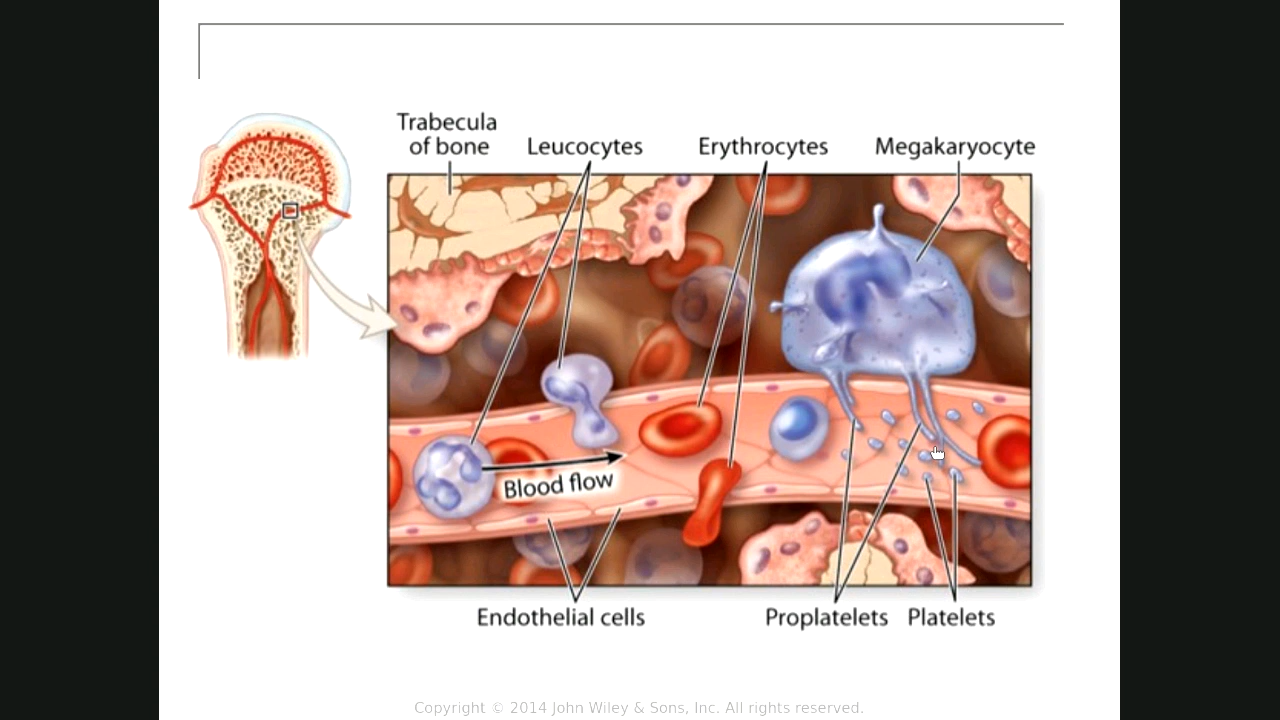 Trabecula
of bone
Leucocytes
Erythrocytes
Megakaryocyte
Blood flow
Endothelial cells
Proplatelets
Platelets
Copyright © 2014 John Wiley & Sons, Inc. All rights reserved.